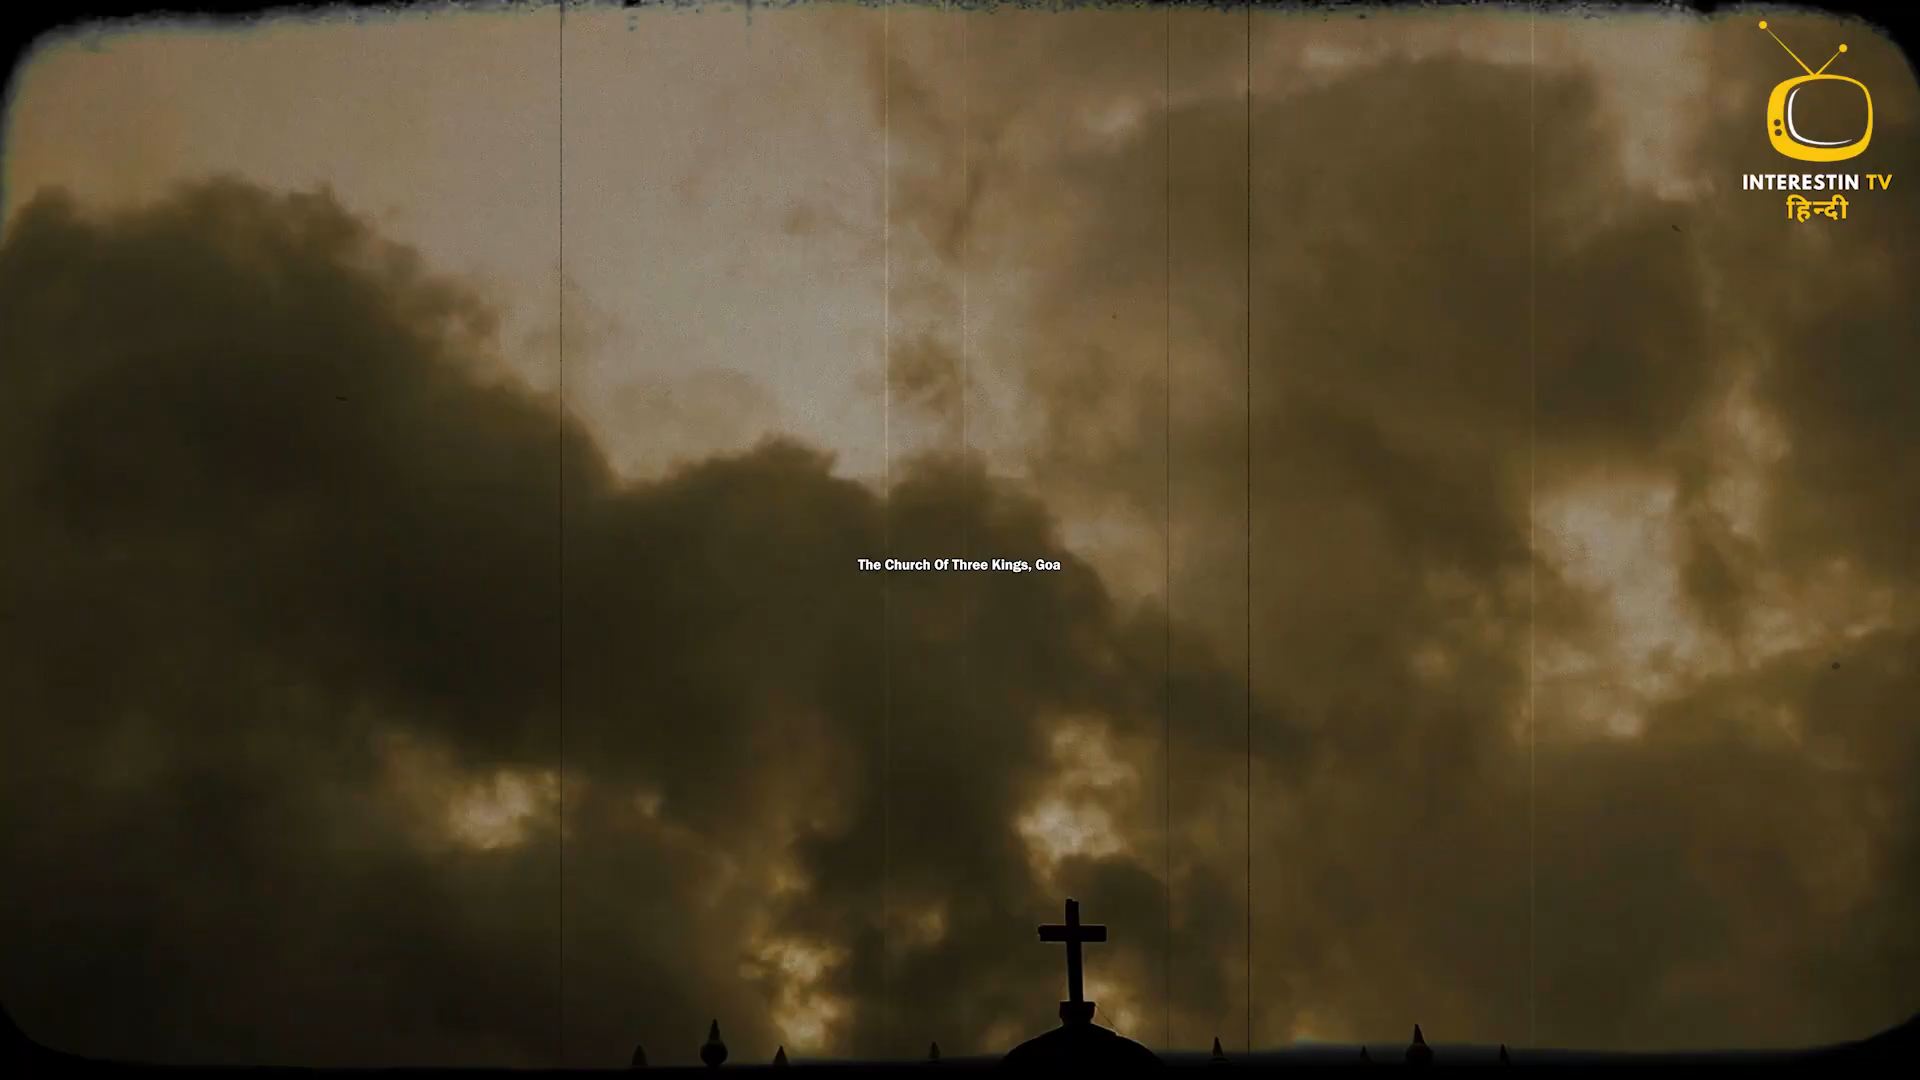 INTERESTIN TV
हिन्दी
The Church Of Three Kings, Goa